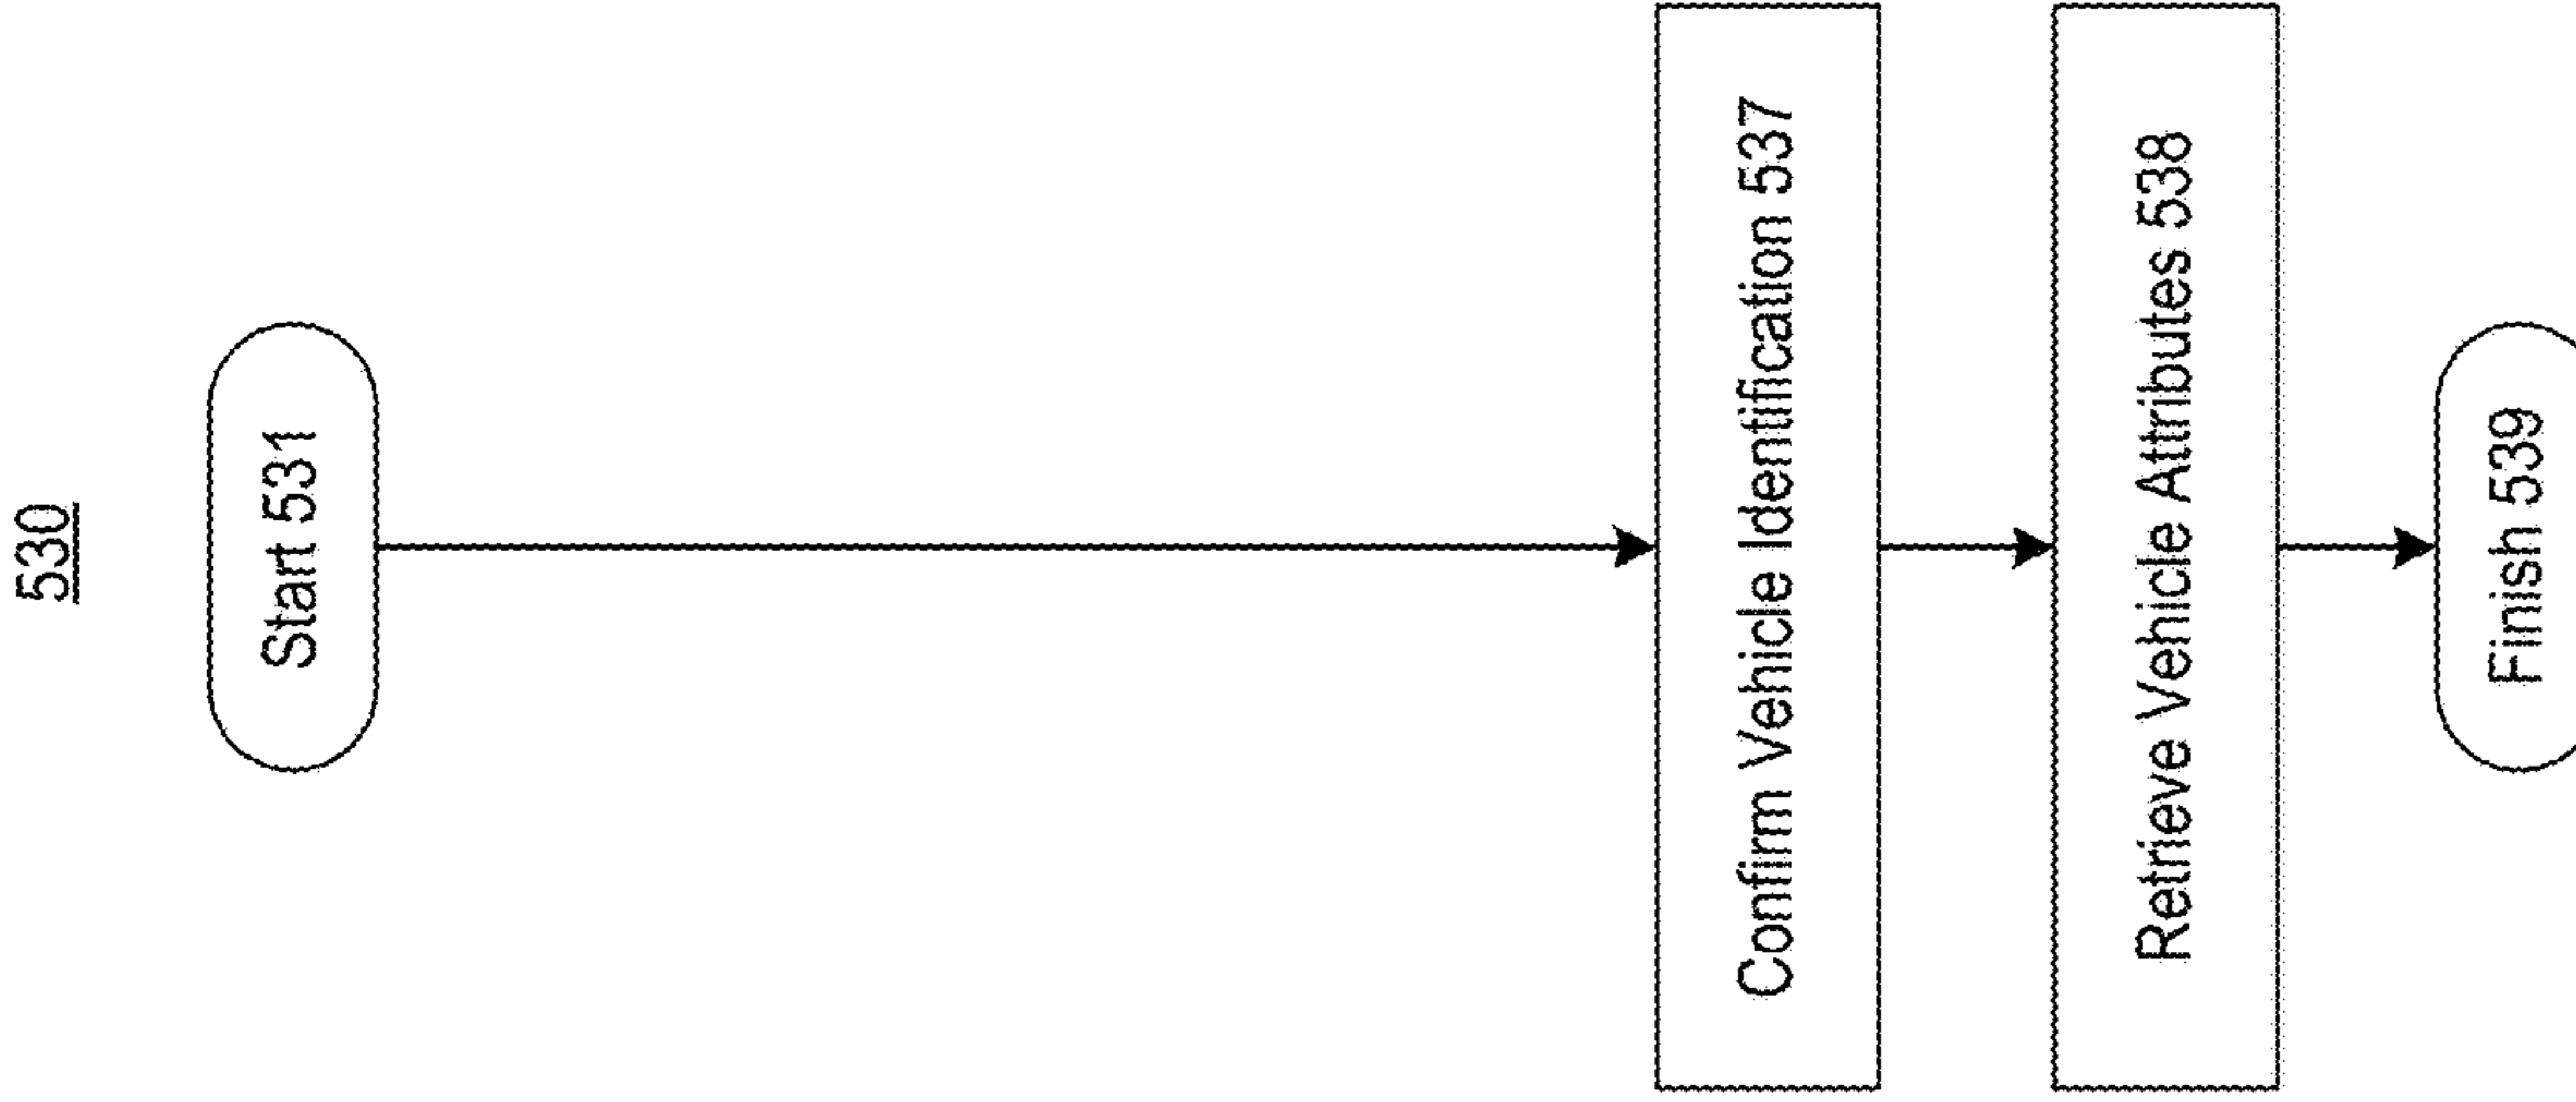 530
Start 531
Confirm Vehicle Identification 537
Retrieve Vehicle Attributes 538
Finish 539